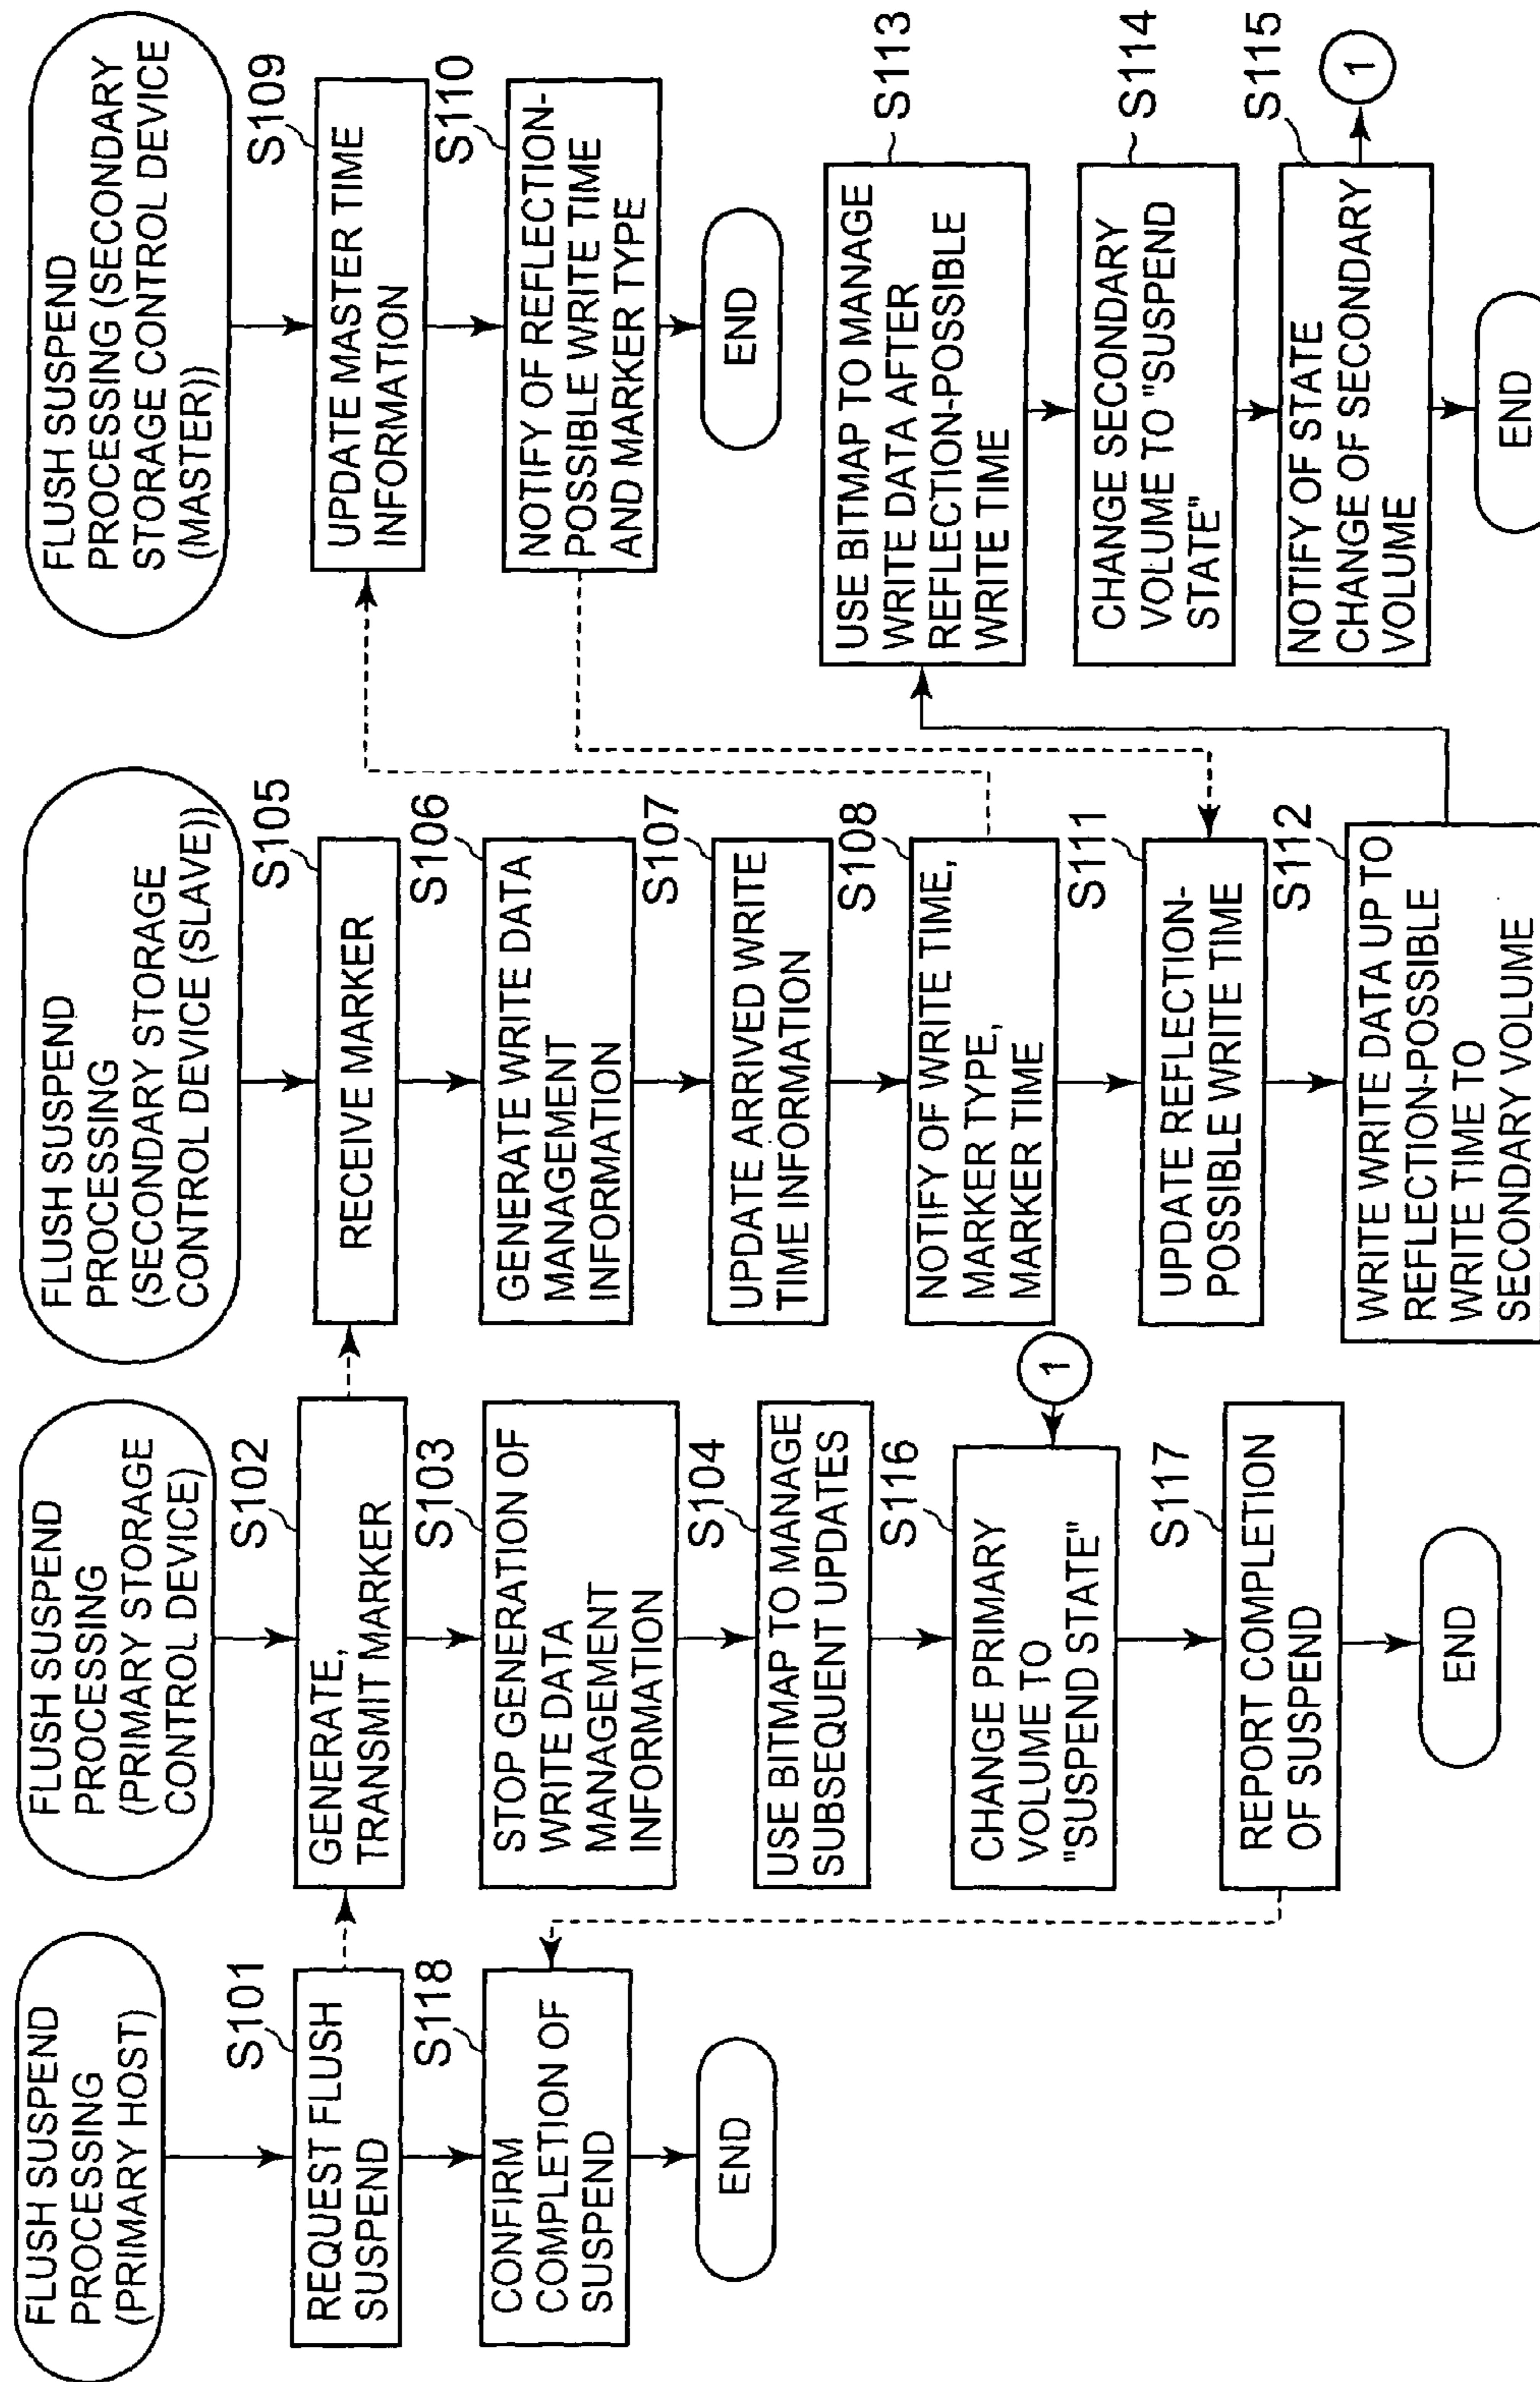 FLUSH SUSPEND
PROCESSING
(PRIMARY HOST)
S101
REQUEST FLUSH
SUSPEND
S118
CONFIRM
COMPLETION OF
SUSPEND
END
FLUSH SUSPEND
PROCESSING
(PRIMARY STORAGE
CONTROL DEVICE)
S102
GENERATE,
TRANSMIT MARKER
S103
STOP GENERATION OF
WRITE DATA
MANAGEMENT
INFORMATION
S104
USE BITMAP TO MANAGE
SUBSEQUENT UPDATES
S116
1
CHANGE PRIMARY
VOLUME TO
"SUSPEND STATE"
S117
REPORT COMPLETION
OF SUSPEND
END
FLUSH SUSPEND
PROCESSING
(SECONDARY STORAGE
CONTROL DEVICE (SLAVE))
S105
RECEIVE MARKER
S106
GENERATE WRITE DATA
MANAGEMENT
INFORMATION
S107
UPDATE ARRIVED WRITE
TIME INFORMATION
S108
NOTIFY OF WRITE TIME,
MARKER TYPE,
MARKER TIME
S111
UPDATE REFLECTION-
POSSIBLE WRITE TIME
S112
WRITE WRITE DATA UP TO
REFLECTION-POSSIBLE
WRITE TIME TO
SECONDARY VOLUME
FLUSH SUSPEND
PROCESSING (SECONDARY
STORAGE CONTROL DEVICE
(MASTER))
S109
UPDATE MASTER TIME
INFORMATION
S110
NOTIFY OF REFLECTION-
POSSIBLE WRITE TIME
AND MARKER TYPE
END
S113
USE BITMAP TO MANAGE
WRITE DATA AFTER
REFLECTION-POSSIBLE
WRITE TIME
S114
CHANGE SECONDARY
VOLUME TO "SUSPEND
STATE"
S115
NOTIFY OF STATE
CHANGE OF SECONDARY
VOLUME
1
END